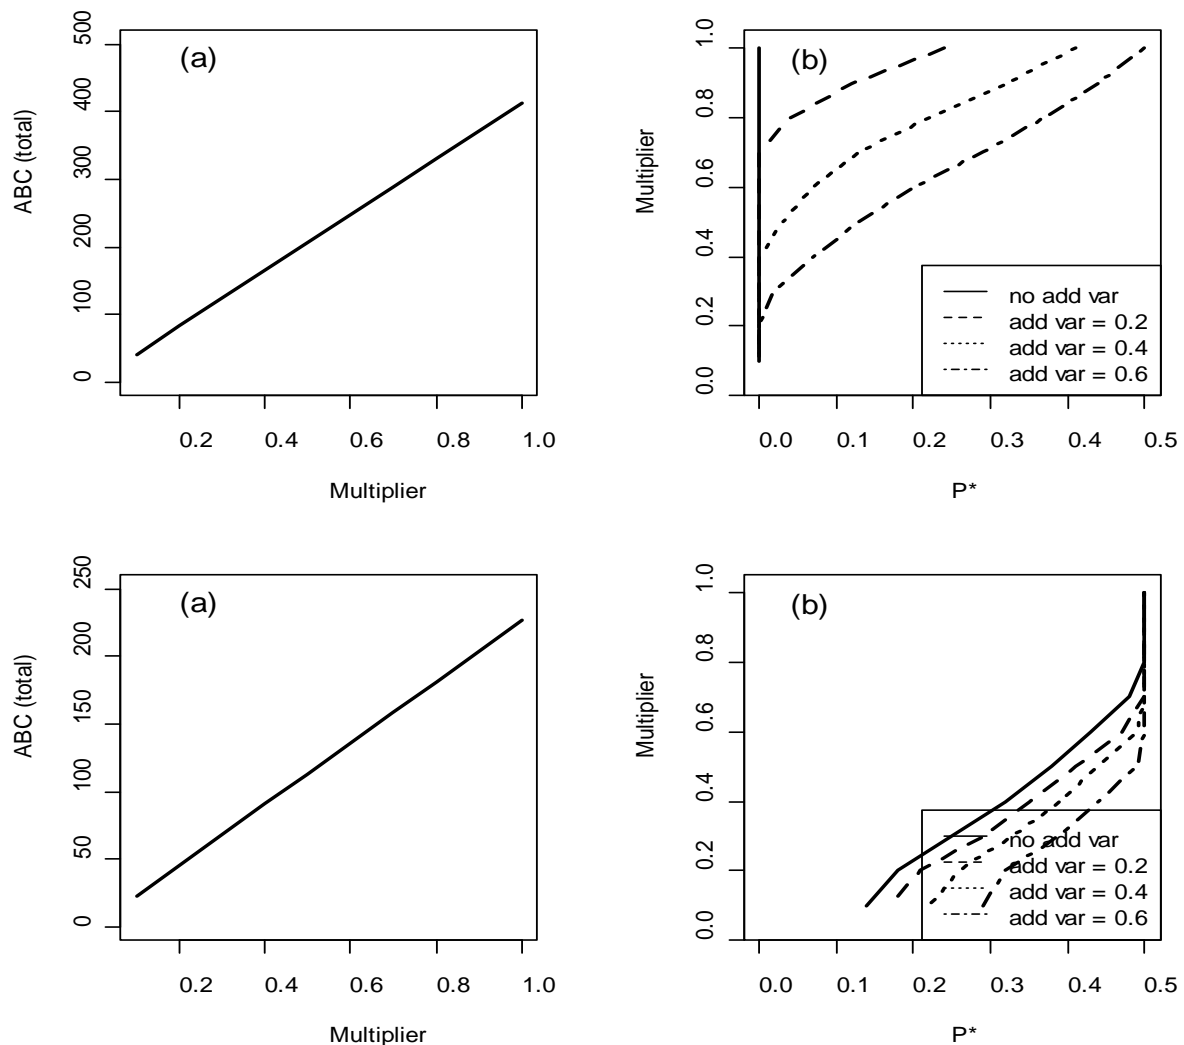 (a)
ABC (total)
500
400
300
200
100
0
0.2 0.4 0.6 0.8 1.0
Multiplier
(b)
Multiplier
1.0
0.8
0.6
0.4
0.2
0.0
no add var
add var = 0.2
add var = 0.4
add var = 0.6
0.0 0.1 0.2 0.3 0.4 0.5
P*
(a)
ABC (total)
250
200
150
100
50
0
0.2 0.4 0.6 0.8 1.0
Multiplier
(b)
Multiplier
1.0
0.8
0.6
0.4
0.2
0.0
no add var
add var = 0.2
add var = 0.4
add var = 0.6
0.0 0.1 0.2 0.3 0.4 0.5
P*